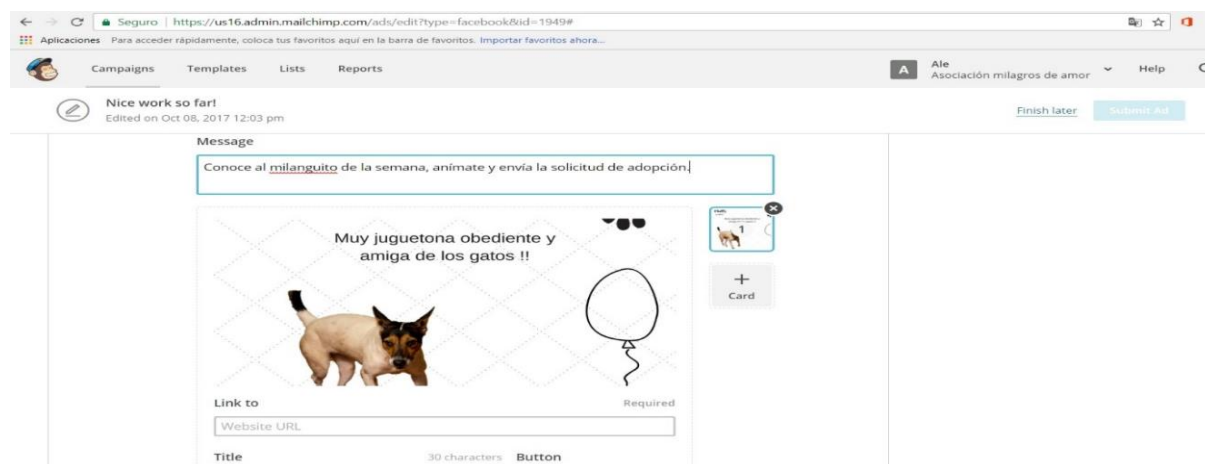 Seguro | https://us16.admin.mailchimp.com/ads/edit?type=facebook&id=1949#
Aplicaciones Para acceder rápidamente, coloca tus favoritos aquí en la barra de favoritos. Importar favoritos ahora...
Campaigns Templates Lists Reports
A Ale
Asociación milagros de amor
Help
Nice work so far!
Edited on Oct 08, 2017 12:03 pm
Finish later Submit Ad
Message
Conoce al milanguito de la semana, anímate y envía la solicitud de adopción.
Muy juguetona obediente y
amiga de los gatos !!
1
+
Card
Link to Required
Website URL
Title 30 characters Button